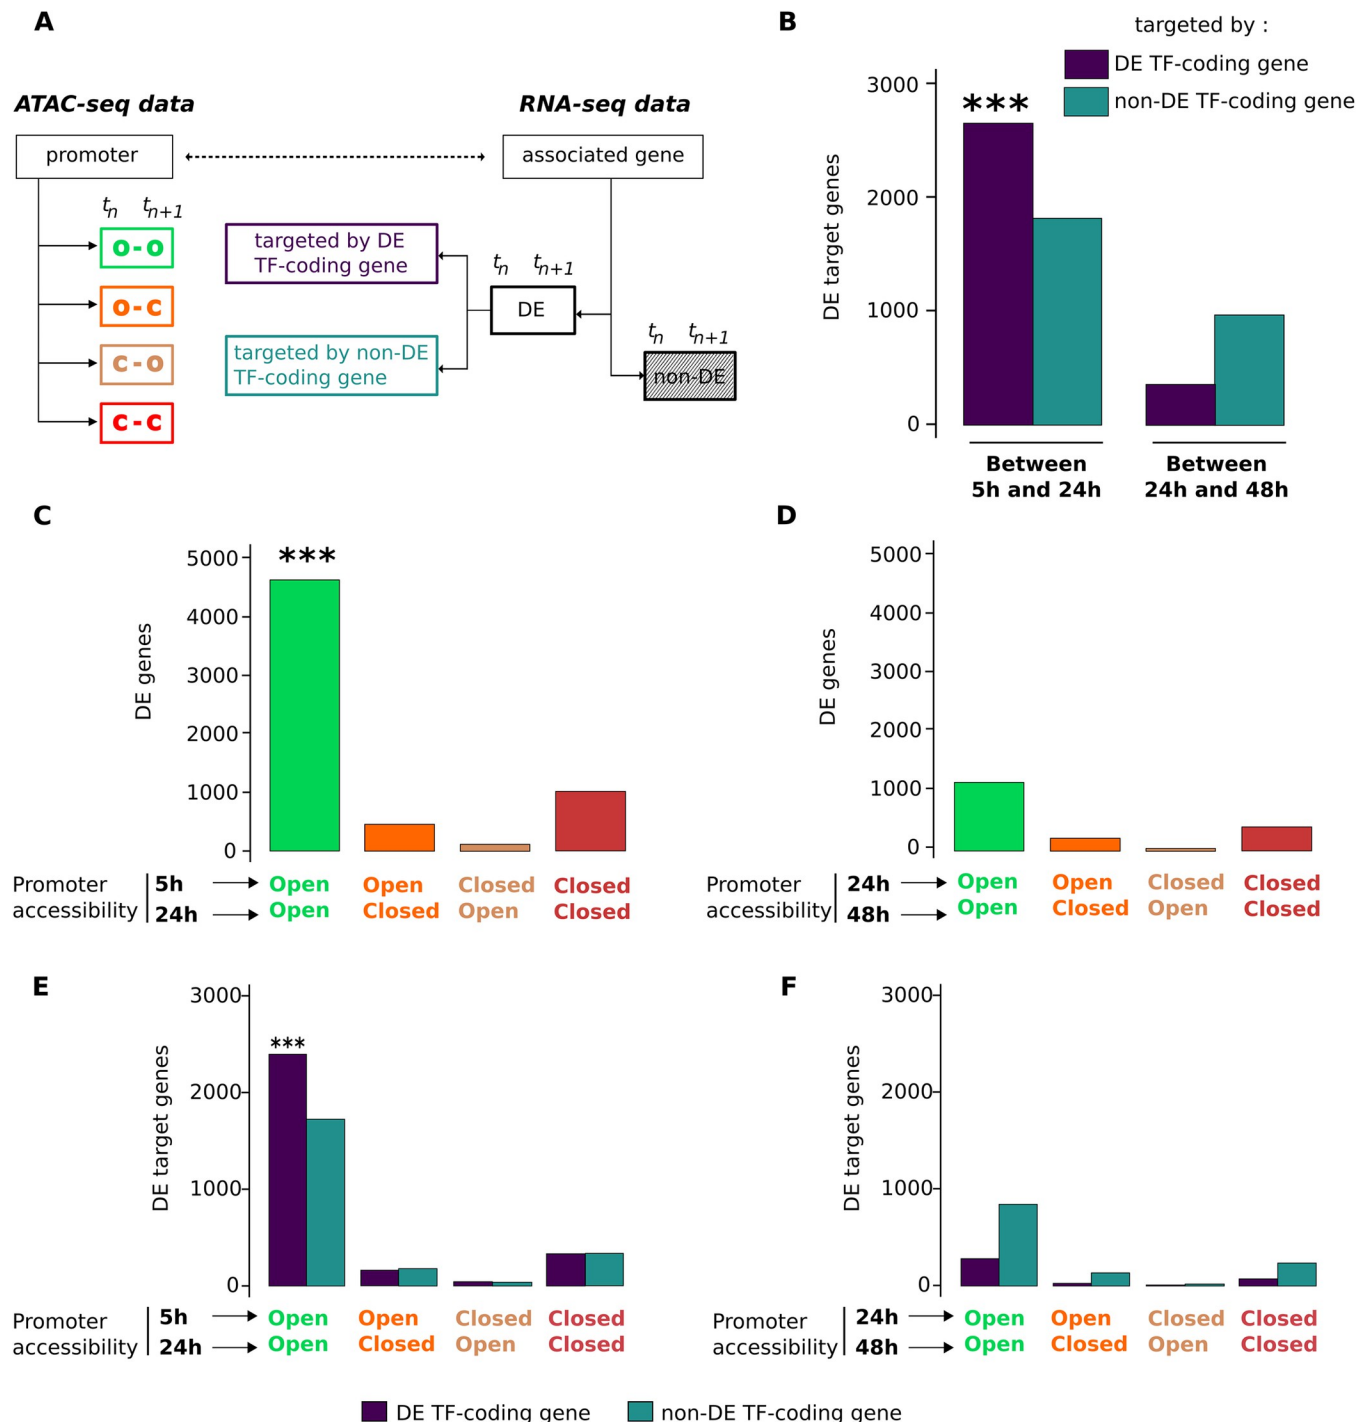 A
ATAC-seq data
RNA-seq data
promoter
associated gene
tn tn+1
o-o
o-c
c-o
c-c
targeted by DE
TF-coding gene
targeted by non-DE
TF-coding gene
tn tn+1
DE
tn tn+1
non-DE
B
targeted by :
DE TF-coding gene
non-DE TF-coding gene
DE target genes
3000
2000
1000
0
***
Between
5h and 24h
Between
24h and 48h
C
DE genes
5000
4000
3000
2000
1000
0
***
Promoter
accessibility
5h Open Open Closed Closed
24h Open Closed Open Closed
D
DE genes
5000
4000
3000
2000
1000
0
Promoter
accessibility
24h Open Open Closed Closed
48h Open Closed Open Closed
E
DE target genes
3000
2000
1000
0
***
Promoter
accessibility
5h Open Open Closed Closed
24h Open Closed Open Closed
F
DE target genes
3000
2000
1000
0
Promoter
accessibility
24h Open Open Closed Closed
48h Open Closed Open Closed
DE TF-coding gene
non-DE TF-coding gene